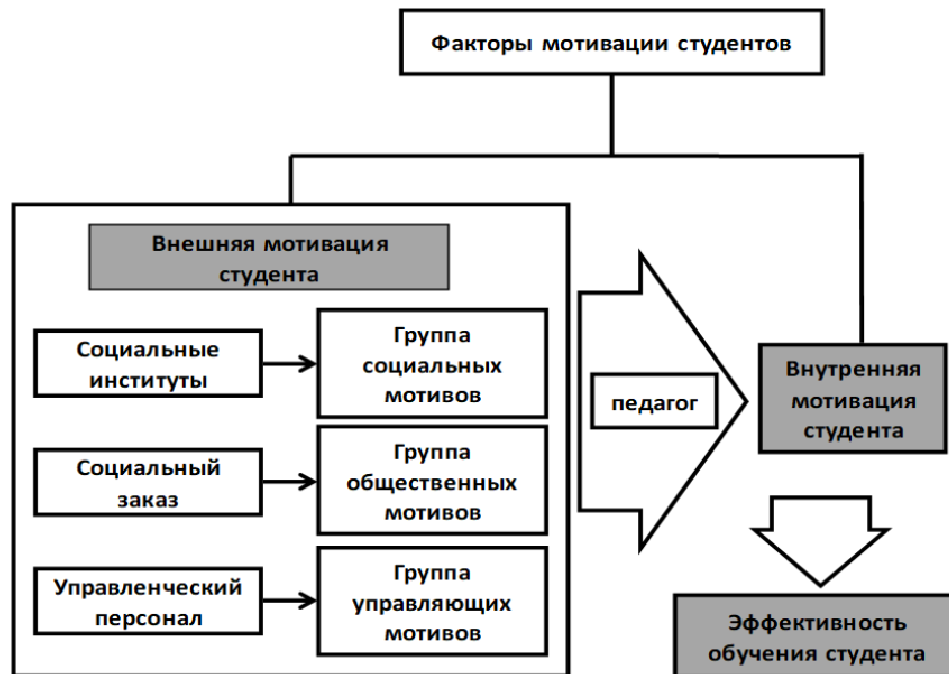 Факторы мотивации студентов
Внешняя мотивация
студента
Социальные
институты
Группа
социальных
мотивов
Социальный
заказ
Группа
общественных
мотивов
Управленческий
персонал
Группа
управляющих
мотивов
педагог
Внутренняя
мотивация
студента
Эффективность
обучения студента